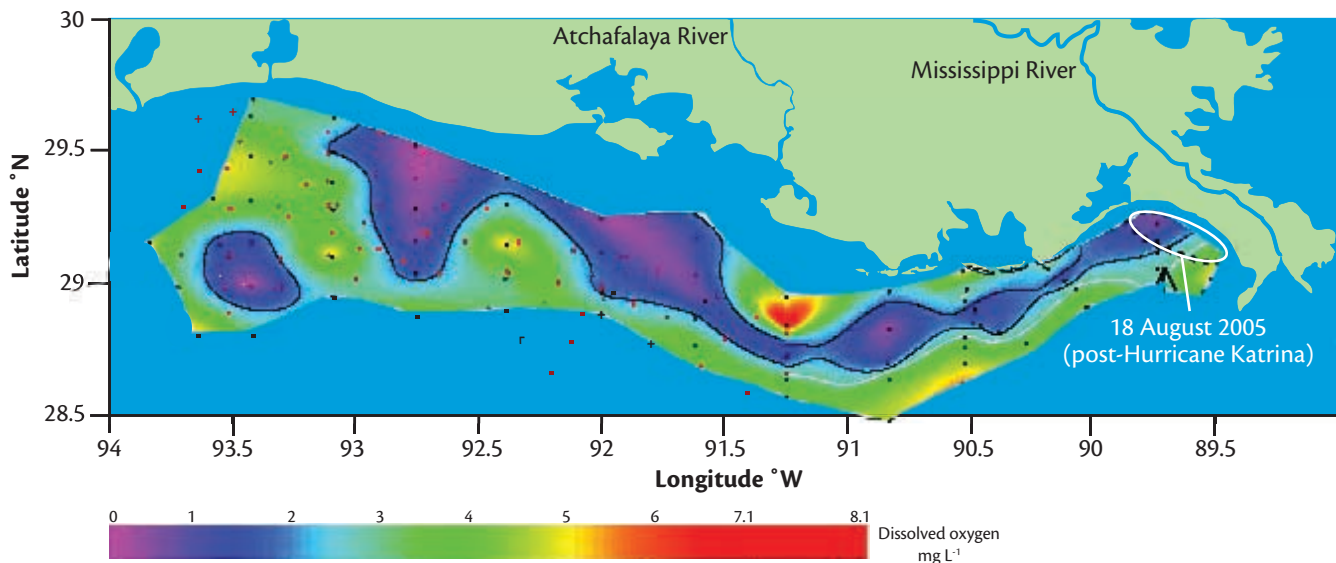 30
29.5
29
28.5
Latitude ˚N
Atchafalaya River
Mississippi River
18 August 2005
(post-Hurricane Katrina)
94 93.5 93 92.5 92 91.5 91 90.5 90 89.5
Longitude ˚W
0 1 2 3 4 5 6 7.1 8.1
Dissolved oxygen
mg L⁻¹